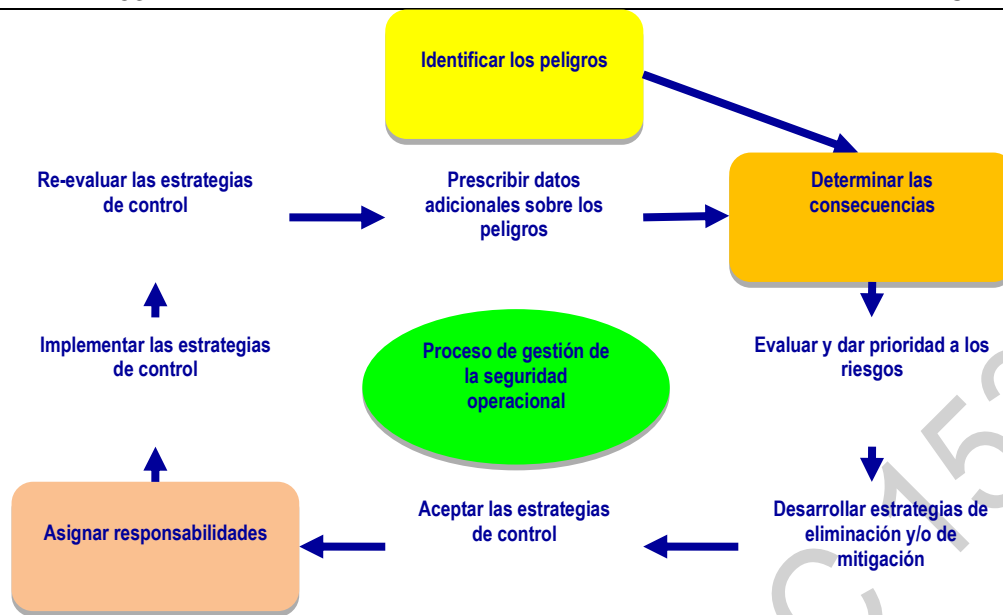 Identificar los peligros
Re-evaluar las estrategias
de control
Prescribir datos
adicionales sobre los
peligros
Determinar las
consecuencias
Implementar las estrategias
de control
Proceso de gestión de
la seguridad
operacional
Evaluar y dar prioridad a los
riesgos
Asignar responsabilidades
Aceptar las estrategias
de control
Desarrollar estrategias de
eliminación y/o de
mitigación
C 153